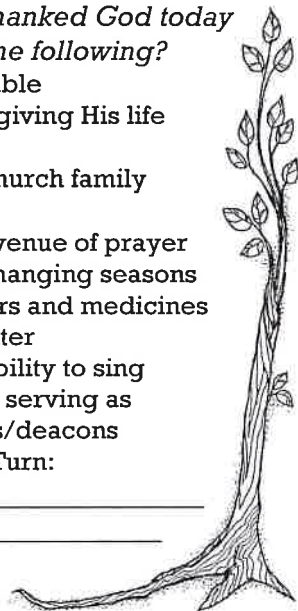 hanked God today
he following?
ble
giving His life
hurch family
venue of prayer
hanging seasons
rs and medicines
ter
bility to sing
serving as
s/deacons
Turn: